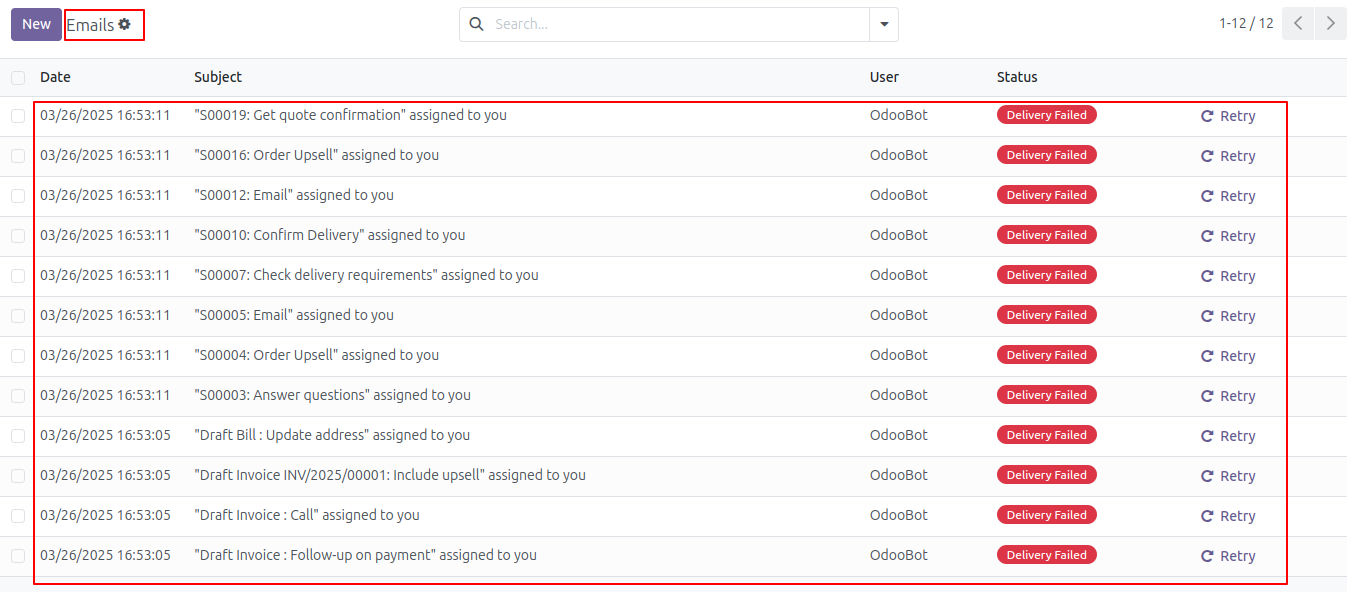 New Emails Search... 1-12 / 12
Date Subject User Status
03/26/2025 16:53:11 "S00019: Get quote confirmation" assigned to you OdooBot Delivery Failed Retry
03/26/2025 16:53:11 "S00016: Order Upsell" assigned to you OdooBot Delivery Failed Retry
03/26/2025 16:53:11 "S00012: Email" assigned to you OdooBot Delivery Failed Retry
03/26/2025 16:53:11 "S00010: Confirm Delivery" assigned to you OdooBot Delivery Failed Retry
03/26/2025 16:53:11 "S00007: Check delivery requirements" assigned to you OdooBot Delivery Failed Retry
03/26/2025 16:53:11 "S00005: Email" assigned to you OdooBot Delivery Failed Retry
03/26/2025 16:53:11 "S00004: Order Upsell" assigned to you OdooBot Delivery Failed Retry
03/26/2025 16:53:11 "S00003: Answer questions" assigned to you OdooBot Delivery Failed Retry
03/26/2025 16:53:05 "Draft Bill : Update address" assigned to you OdooBot Delivery Failed Retry
03/26/2025 16:53:05 "Draft Invoice INV/2025/00001: Include upsell" assigned to you OdooBot Delivery Failed Retry
03/26/2025 16:53:05 "Draft Invoice : Call" assigned to you OdooBot Delivery Failed Retry
03/26/2025 16:53:05 "Draft Invoice : Follow-up on payment" assigned to you OdooBot Delivery Failed Retry